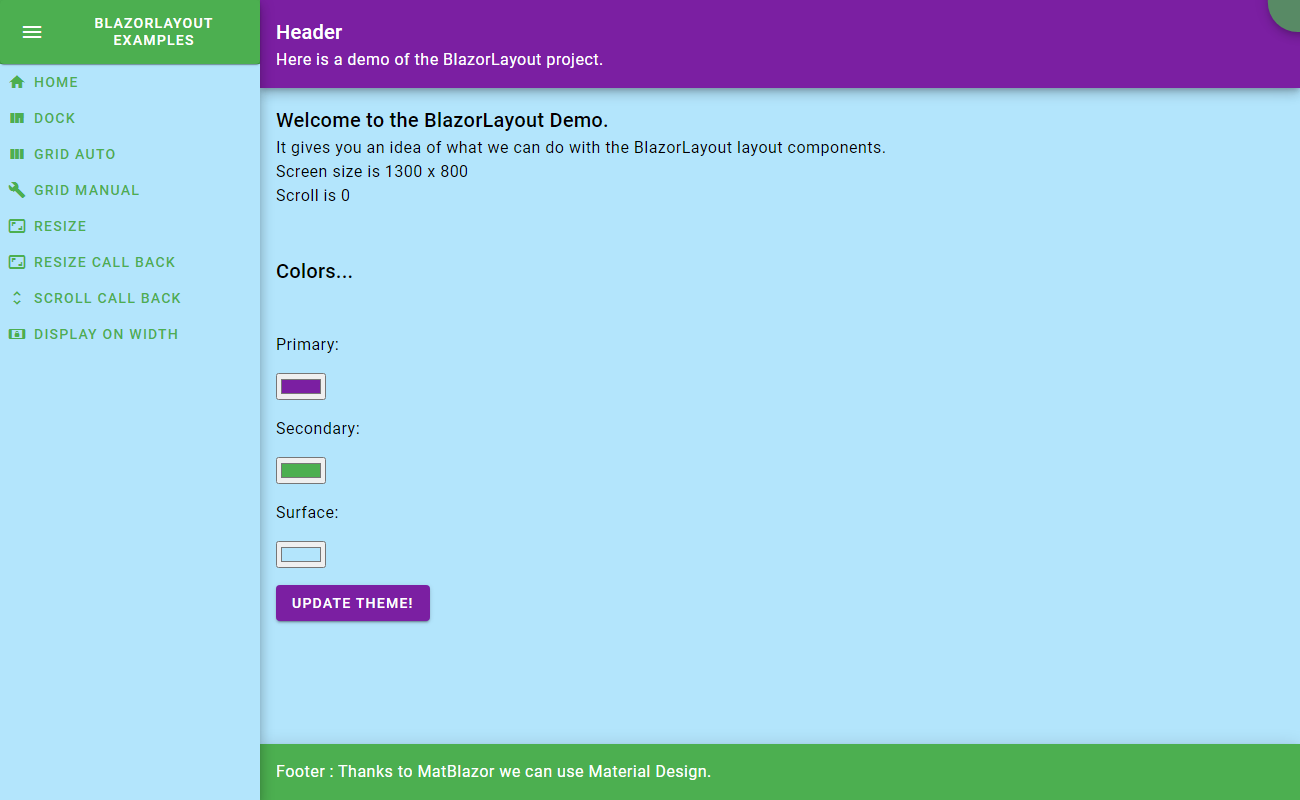 BLAZORLAYOUT
EXAMPLES
HOME
DOCK
GRID AUTO
GRID MANUAL
RESIZE
RESIZE CALL BACK
SCROLL CALL BACK
DISPLAY ON WIDTH
Header
Here is a demo of the BlazorLayout project.
Welcome to the BlazorLayout Demo.
It gives you an idea of what we can do with the BlazorLayout layout components.
Screen size is 1300 x 800
Scroll is 0
Colors...
Primary:
Secondary:
Surface:
UPDATE THEME!
Footer : Thanks to MatBlazor we can use Material Design.